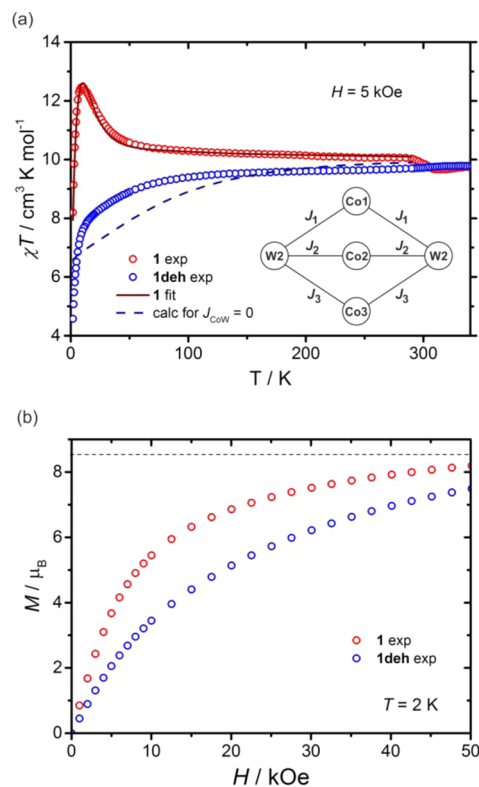 (a)
14
12
10
8
6
4
χT / cm³ K mol⁻¹
H = 5 kOe
Co1
J₁ J₁
W2 J₂ Co2 J₂ W2
J₃ J₃
Co3
1 exp
1deh exp
1 fit
calc for J_CoW = 0
0 100 200 300
T / K
(b)
8
6
4
2
0
M / μ_B
1 exp
1deh exp
T = 2 K
0 10 20 30 40 50
H / kOe